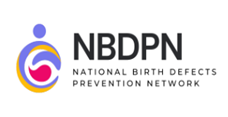 NBDPN
NATIONAL BIRTH DEFECTS
PREVENTION NETWORK